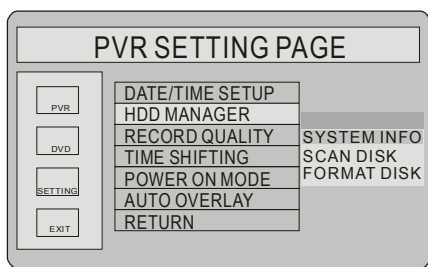 PVR SETTING PAGE
PVR
DVD
SETTING
EXIT
DATE/TIME SETUP
HDD MANAGER
RECORD QUALITY
TIME SHIFTING
POWER ON MODE
AUTO OVERLAY
RETURN
SYSTEM INFO
SCAN DISK
FORMAT DISK